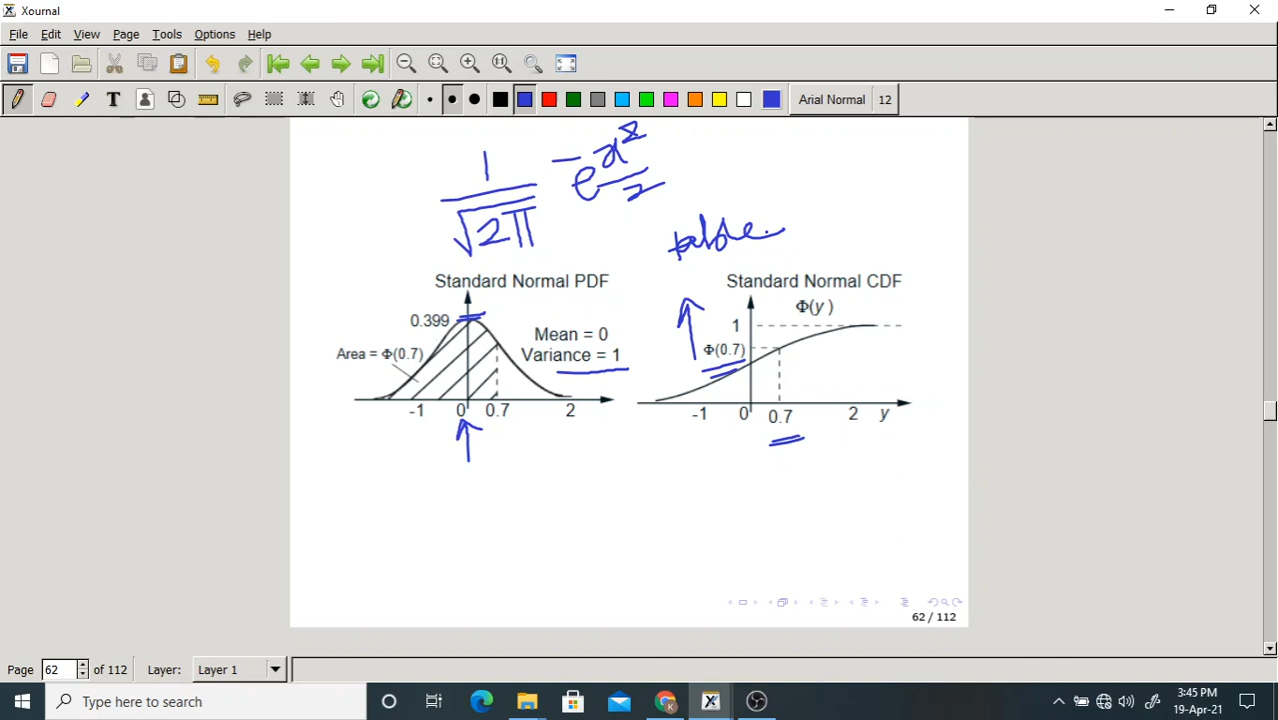 Xournal
File Edit View Page Tools Options Help
Arial Normal 12
1
√2π
- e x² / 2
table.
Standard Normal PDF
0.399
Mean = 0
Variance = 1
Area = Φ(0.7)
-1 0 0.7 2
Standard Normal CDF
Φ(y)
1
Φ(0.7)
-1 0 0.7 2 y
62 / 112
Page 62 of 112 Layer: Layer 1
Type here to search
3:45 PM
19-Apr-21